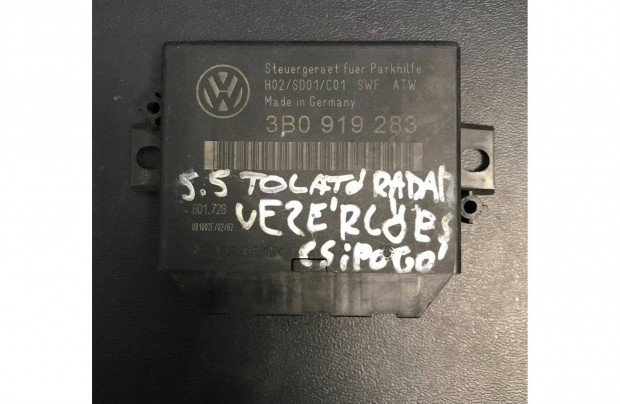 Steuergeraet fuer Parkhilfe
H02/SD01/C01 SWF ATW
Made in Germany
3B0 919 283
5.5 TOLATÓ RADAR
601.728
VEZÉRLŐ ÉS
CSIPOGÓ